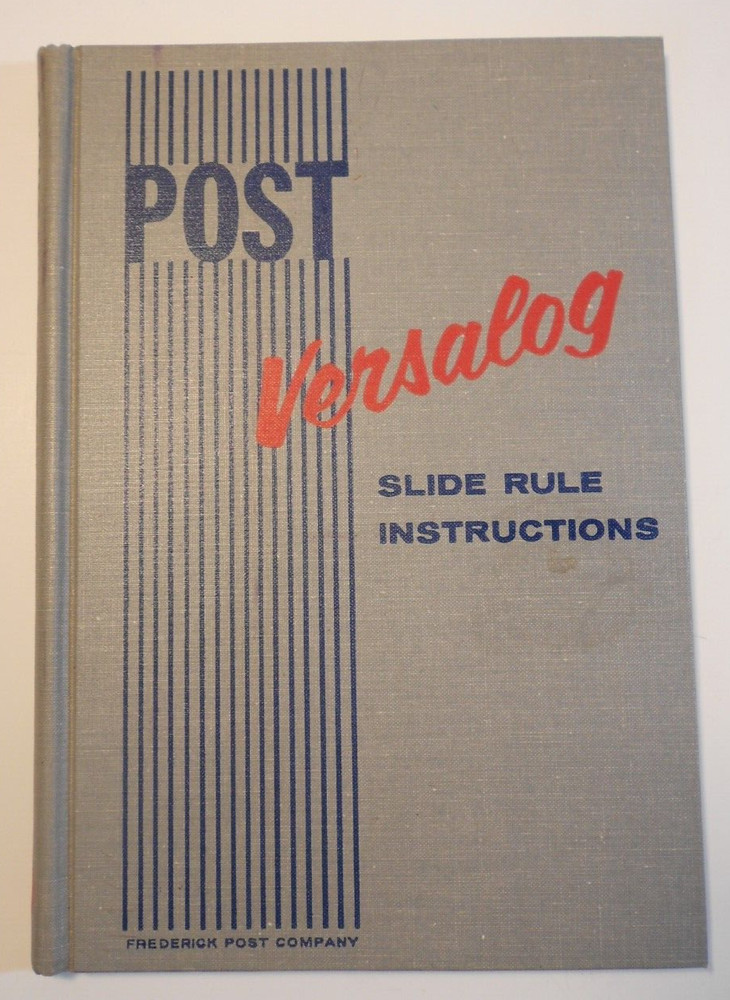 POST
Versalog
SLIDE RULE
INSTRUCTIONS
FREDERICK POST COMPANY